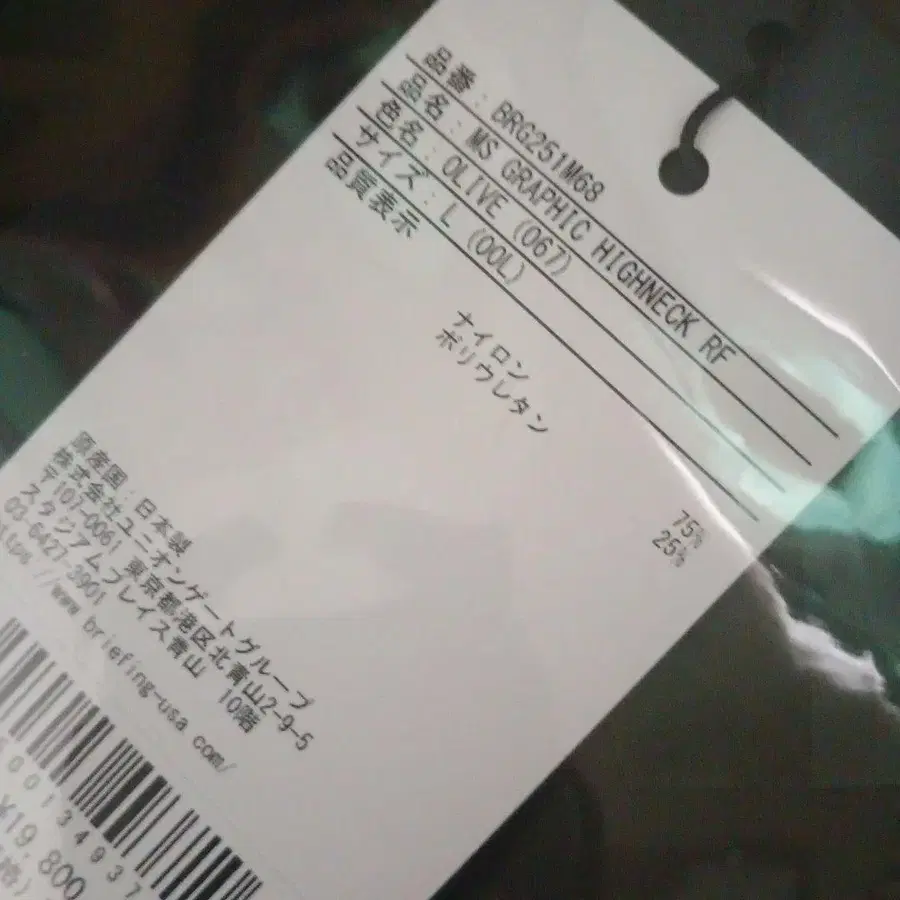 品番：BRG251M68
品名：MS GRAPHIC HIGHNECK RF
色名：OLIVE (067)
サイズ：L (00L)
品質表示
ナイロン 75%
ポリウレタン 25%
原産国：日本製
株式会社ユニオンゲートグループ
〒107-0061 東京都港区北青山2-9-5
スタジアムプレイス青山 10階
03-6427-3901
www.briefing-usa.com/
00134937
¥19,800